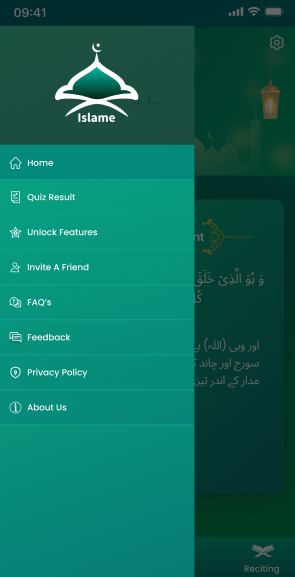 09:41
Islame
Home
Quiz Result
Unlock Features
Invite A Friend
FAQ's
Feedback
Privacy Policy
About Us
nt
وَ هُوَ الَّذِیْ خَلَقَ
اور وہی (اللہ) ہے
سورج اور چاند ک
مدار کے اندر تیز
Reciting